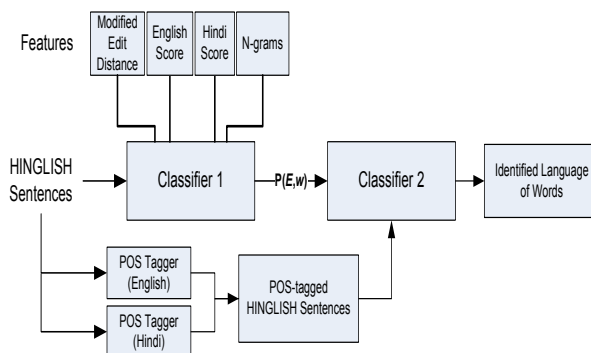 Features
Modified
Edit
Distance
English
Score
Hindi
Score
N-grams
HINGLISH
Sentences
Classifier 1
P(E,w)
Classifier 2
Identified Language
of Words
POS Tagger
(English)
POS Tagger
(Hindi)
POS-tagged
HINGLISH Sentences